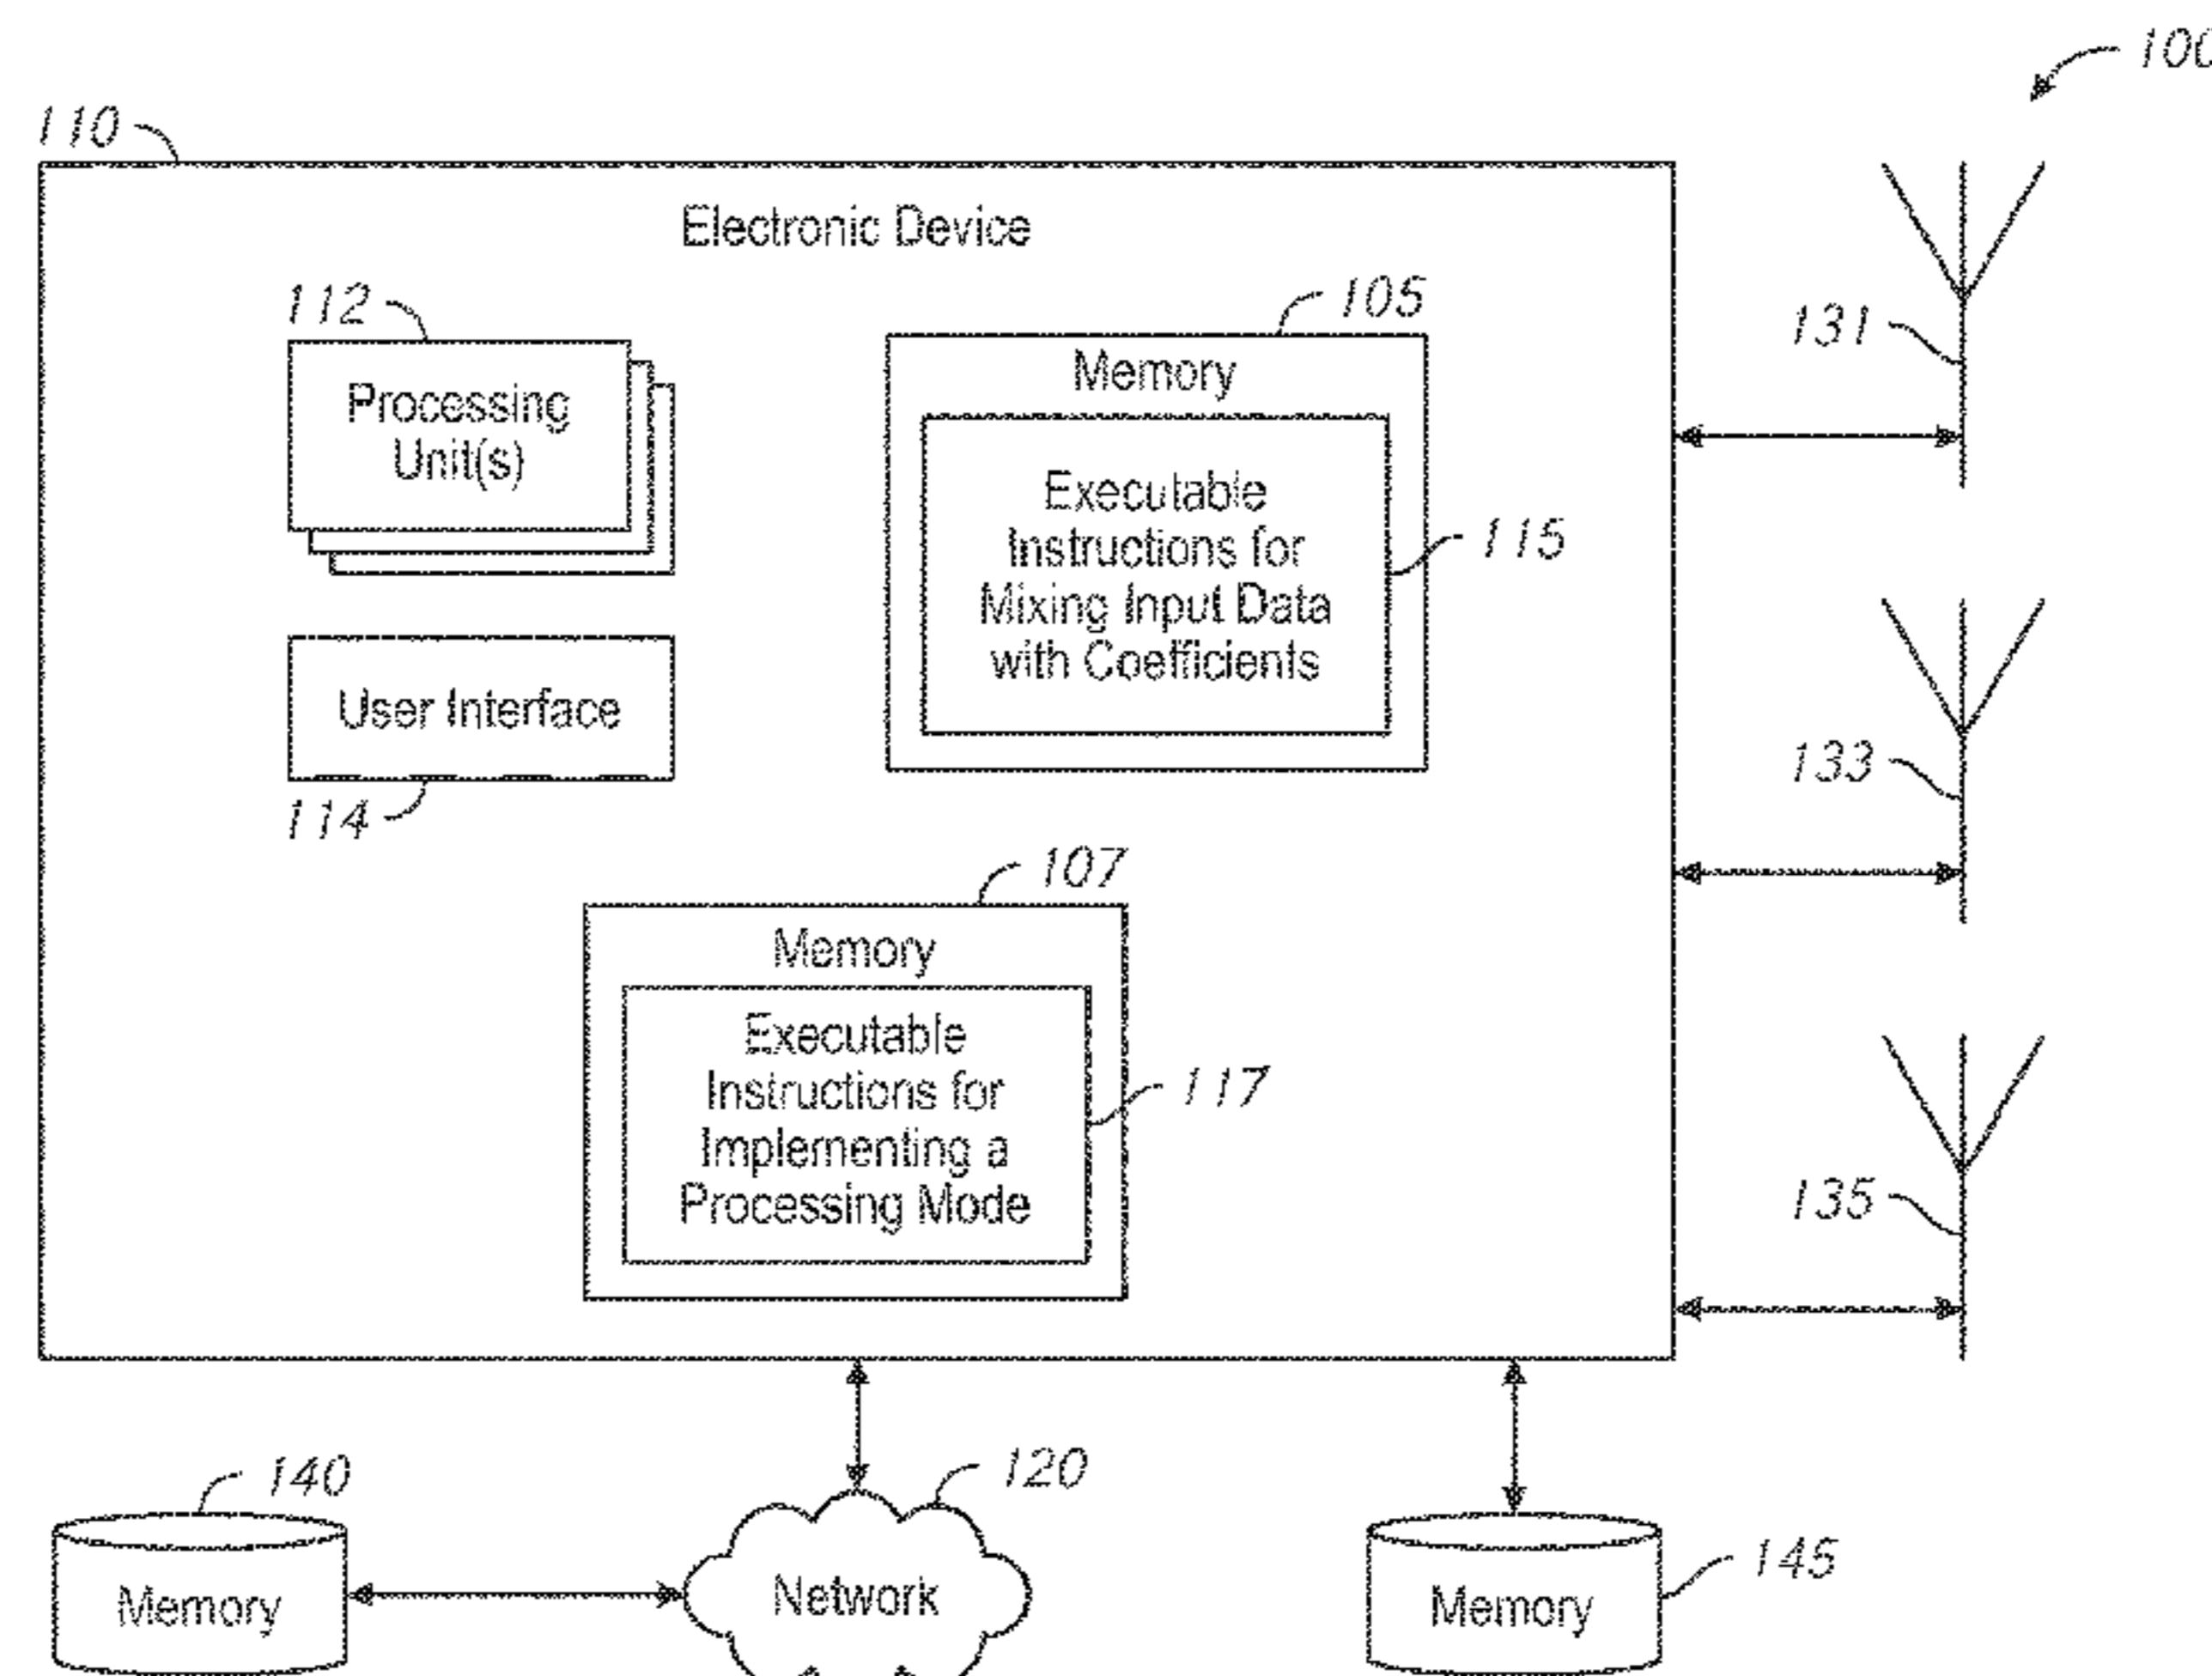 100
110
Electronic Device
112
105
Processing
Unit(s)
Memory
131
Executable
Instructions for
Mixing Input Data
with Coefficients
115
User Interface
114
133
107
Memory
Executable
Instructions for
Implementing a
Processing Mode
117
135
140
120
Memory
Network
Memory
145